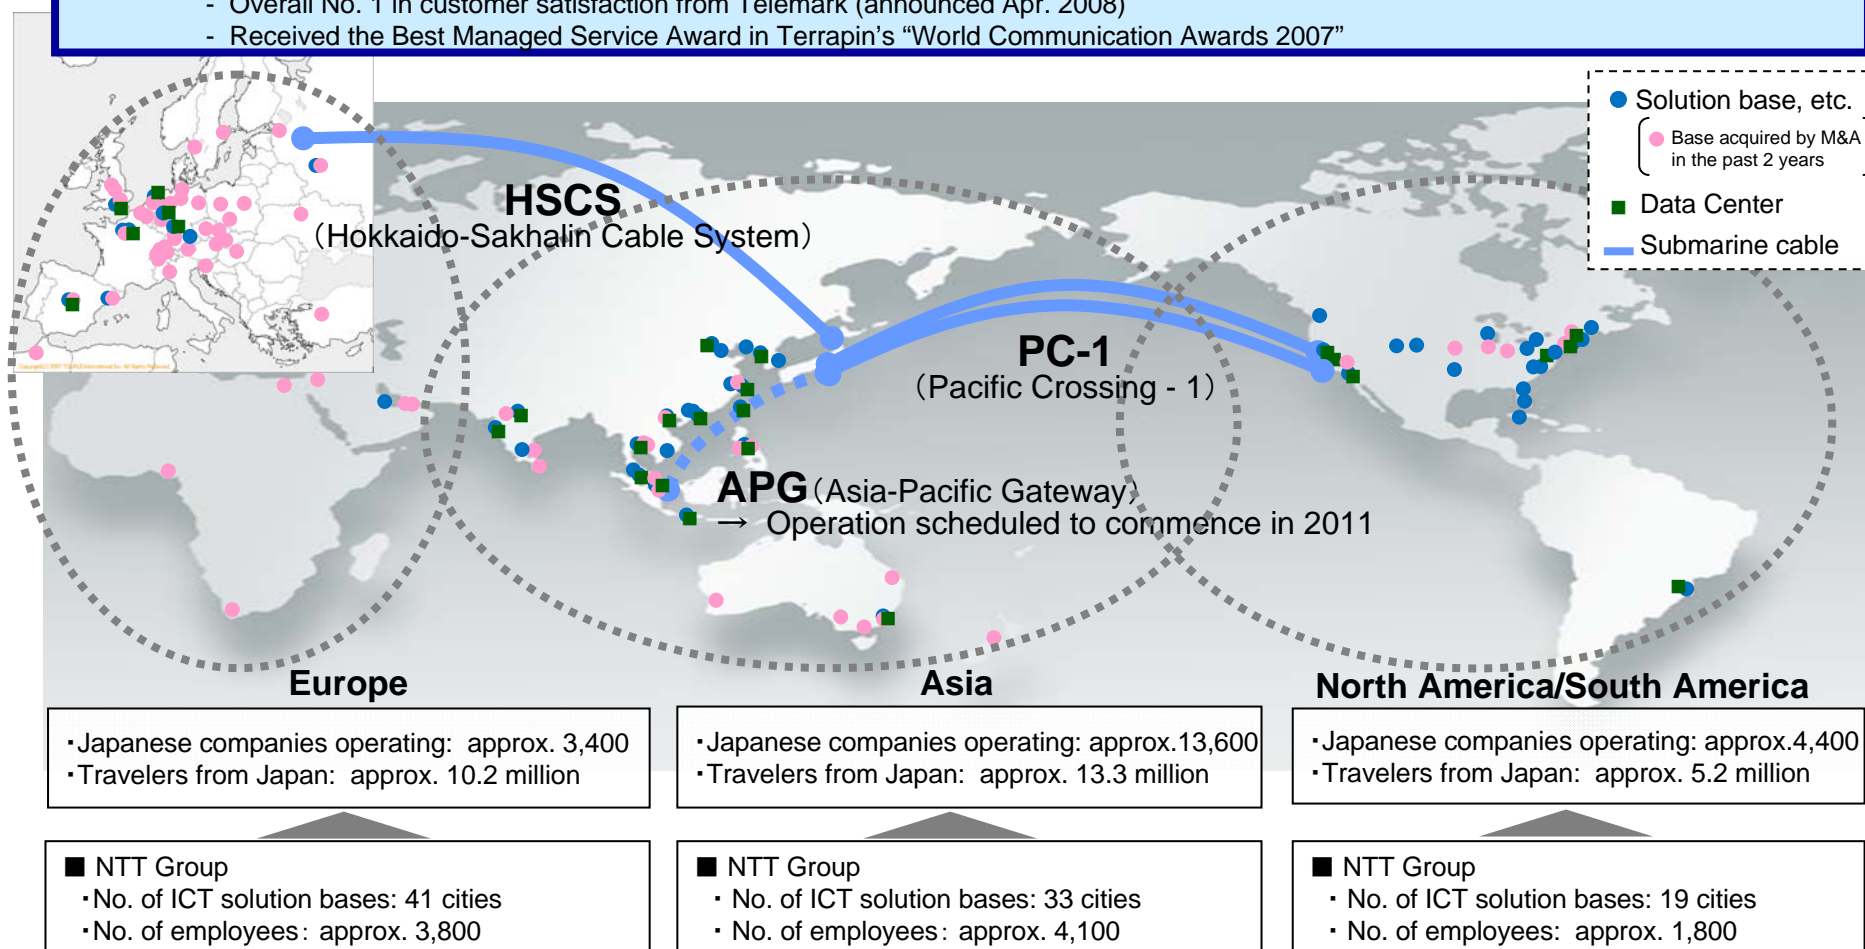 - Overall No. 1 in customer satisfaction from Telemark (announced Apr. 2008)
- Received the Best Managed Service Award in Terrapin's “World Communication Awards 2007”
Solution base, etc.
Base acquired by M&A
in the past 2 years
Data Center
Submarine cable
HSCS
（Hokkaido-Sakhalin Cable System）
PC-1
（Pacific Crossing - 1）
APG（Asia-Pacific Gateway）
→ Operation scheduled to commence in 2011
Europe
Asia
North America/South America
・Japanese companies operating: approx. 3,400
・Travelers from Japan: approx. 10.2 million
・Japanese companies operating: approx.13,600
・Travelers from Japan: approx. 13.3 million
・Japanese companies operating: approx.4,400
・Travelers from Japan: approx. 5.2 million
■ NTT Group
・No. of ICT solution bases: 41 cities
・No. of employees: approx. 3,800
■ NTT Group
・No. of ICT solution bases: 33 cities
・No. of employees: approx. 4,100
■ NTT Group
・No. of ICT solution bases: 19 cities
・No. of employees: approx. 1,800